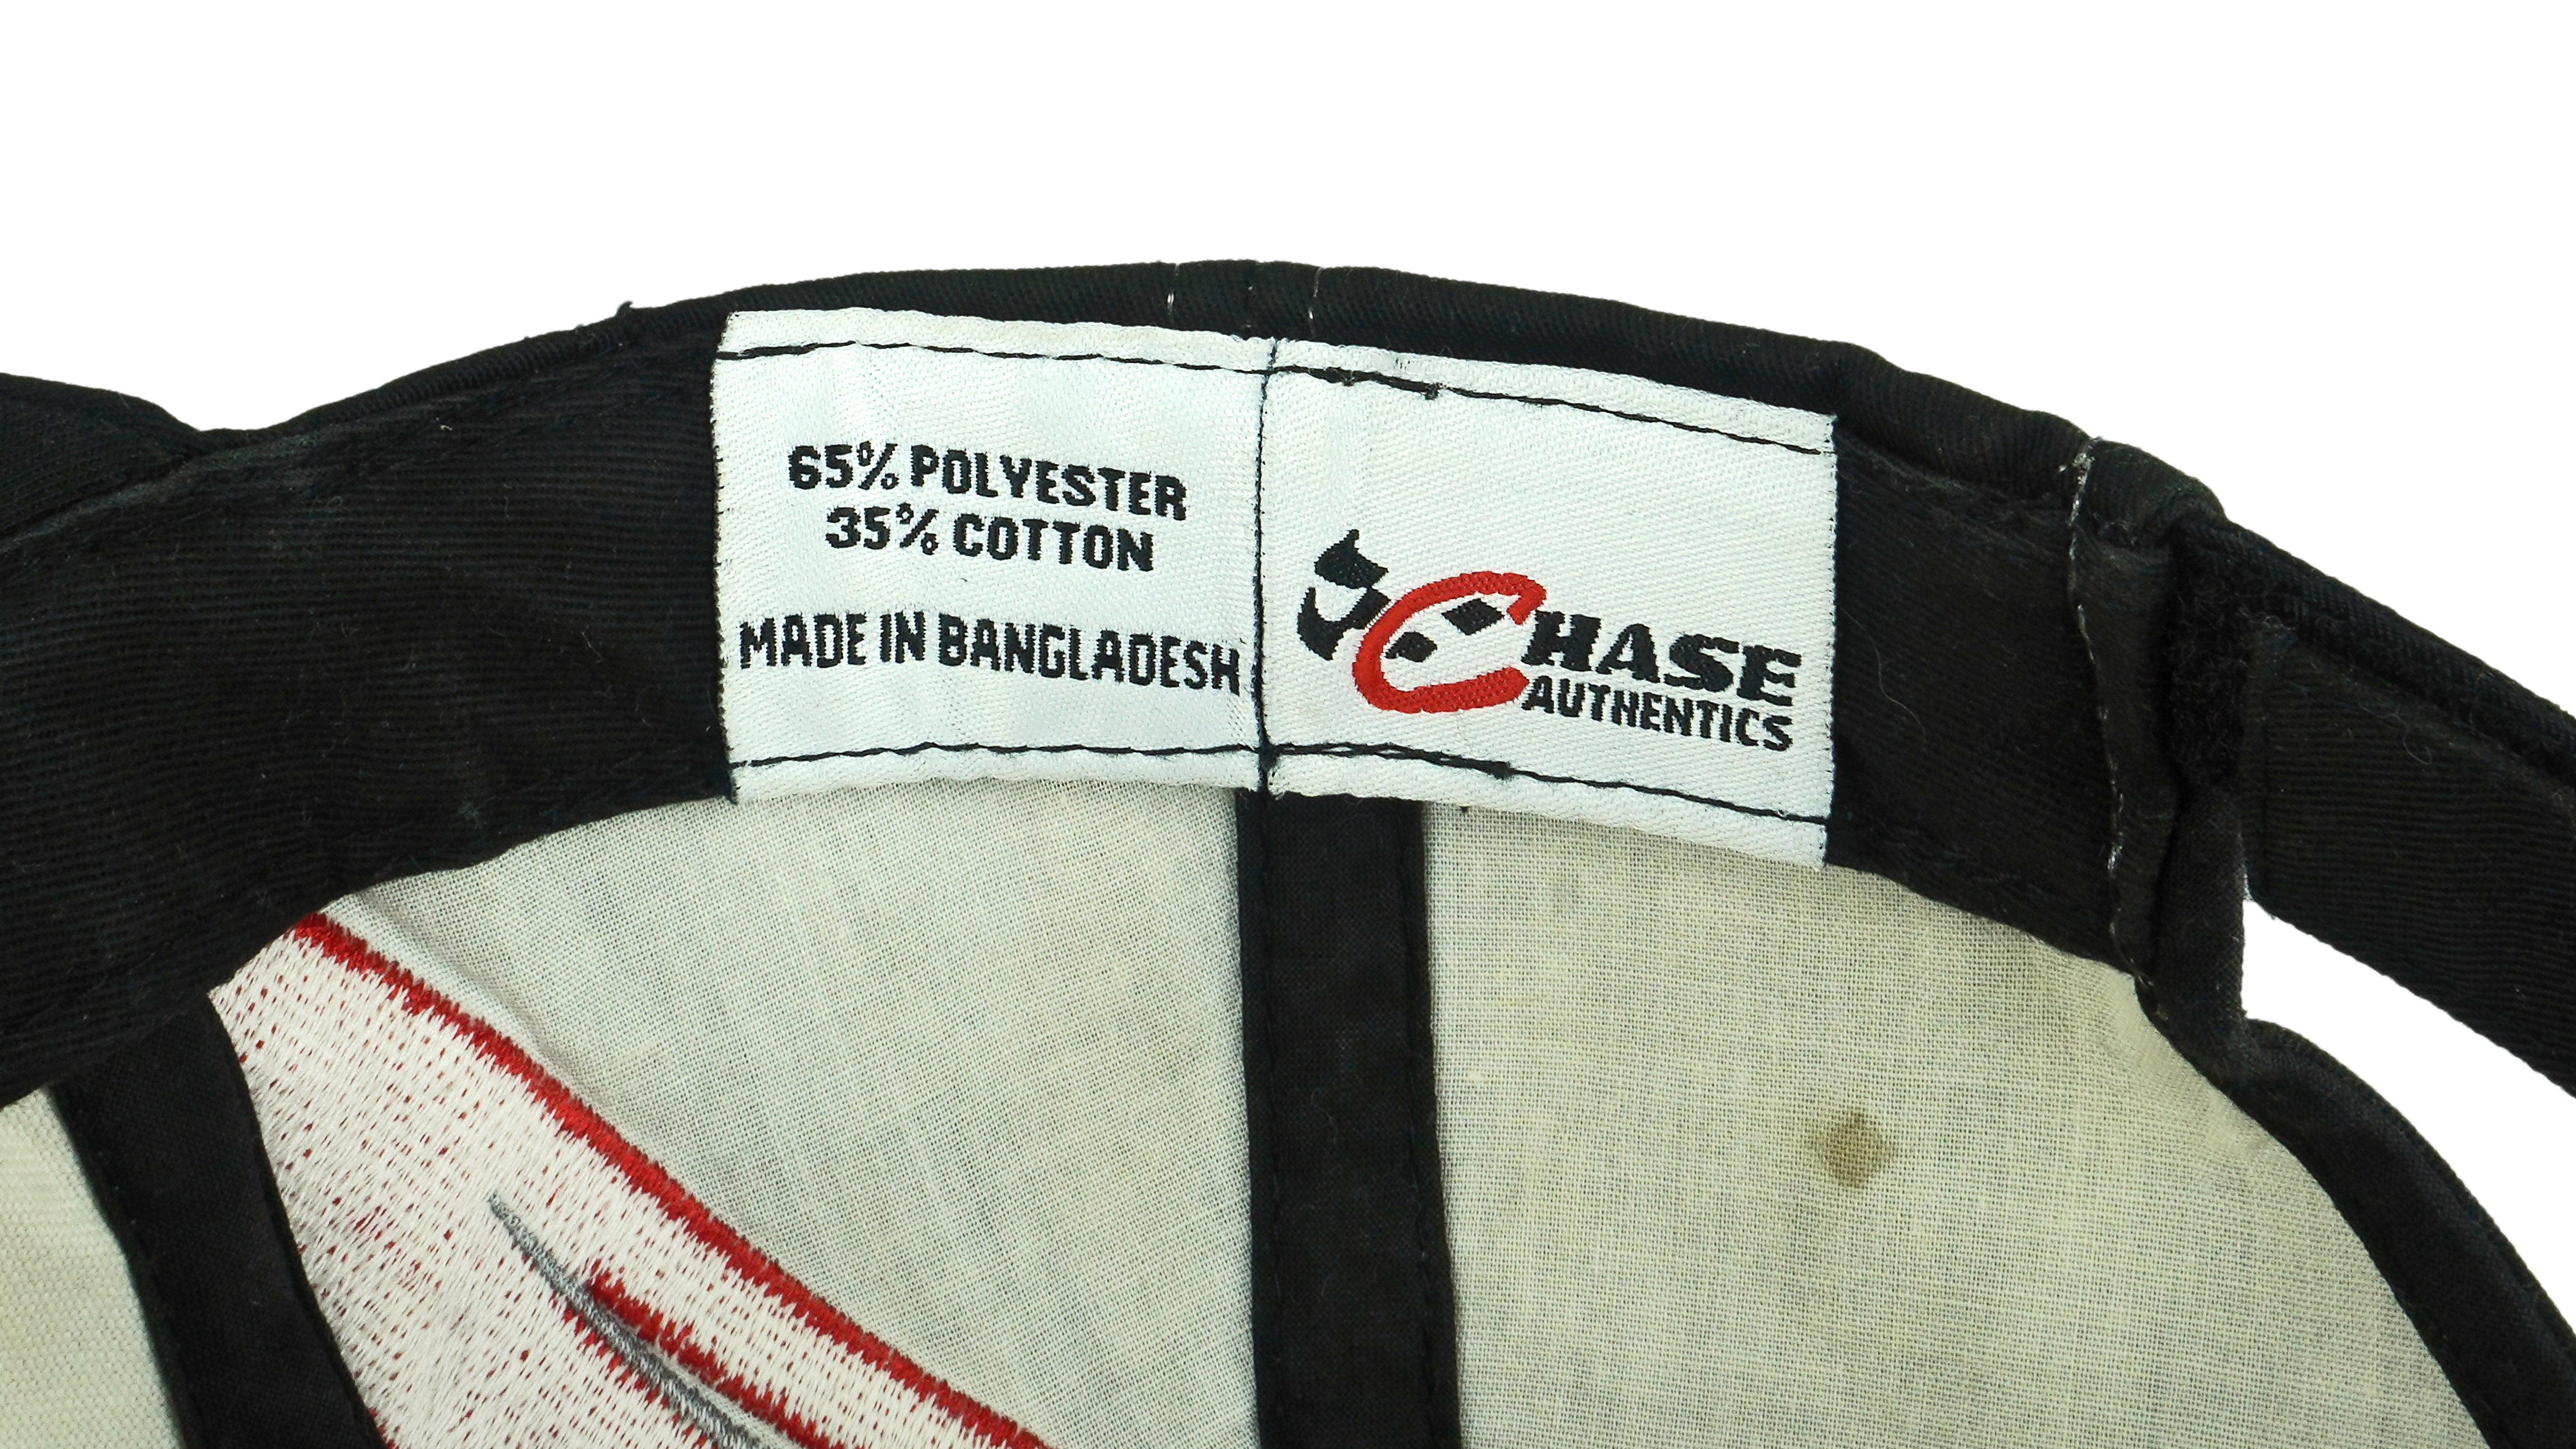 65% POLYESTER
35% COTTON
MADE IN BANGLADESH
CHASE
AUTHENTICS